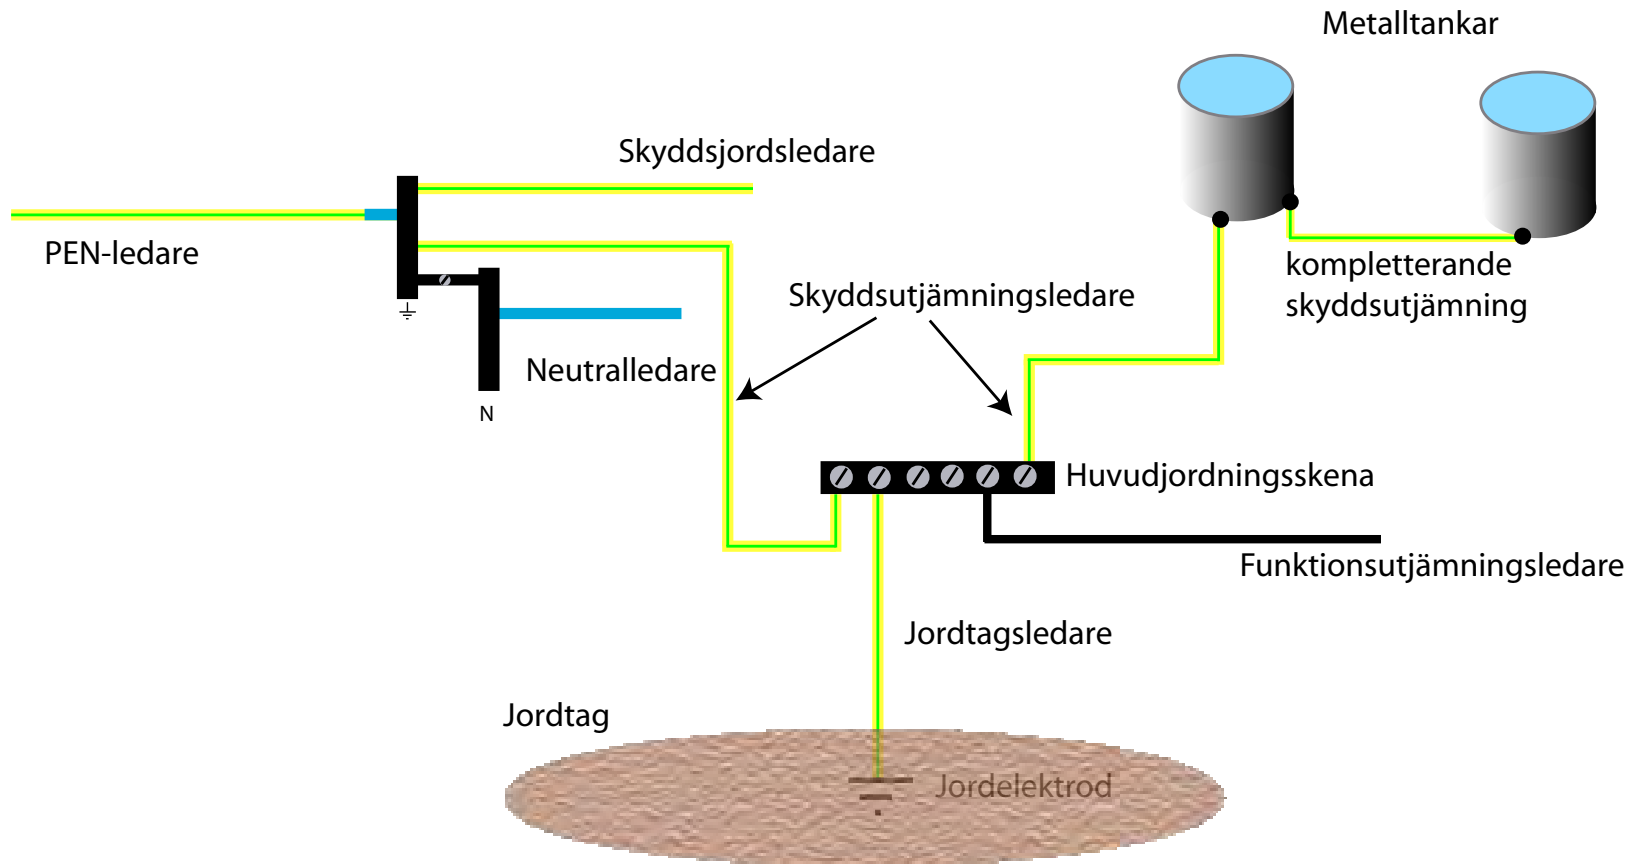 Metalltankar
Skyddsjordsledare
PEN-ledare
kompletterande
skyddsutjämning
Skyddsutjämningsledare
Neutralledare
N
Huvudjordningsskena
Funktionsutjämningsledare
Jordtagsledare
Jordtag
Jordelektrod